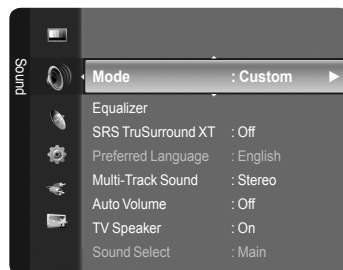 Sound
Mode : Custom
Equalizer
SRS TruSurround XT : Off
Preferred Language : English
Multi-Track Sound : Stereo
Auto Volume : Off
TV Speaker : On
Sound Select : Main